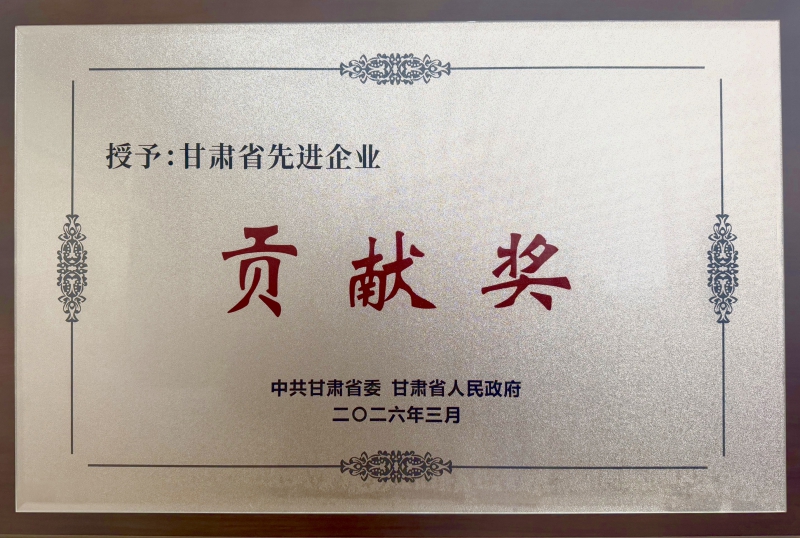 授予:甘肃省先进企业
贡献奖
中共甘肃省委 甘肃省人民政府
二〇二六年三月